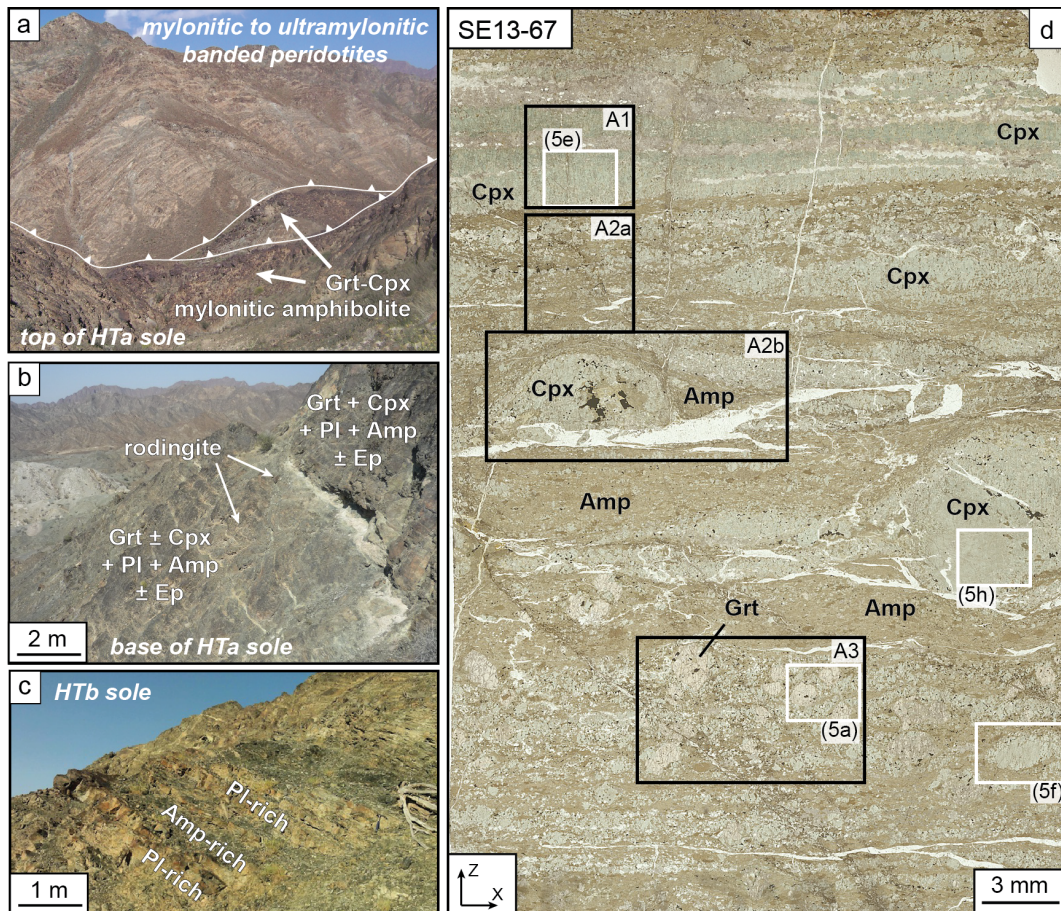 a
mylonitic to ultramylonitic
banded peridotites
Grt-Cpx
mylonitic amphibolite
top of HTa sole
b
Grt + Cpx
+ Pl + Amp
± Ep
rodingite
Grt ± Cpx
+ Pl + Amp
± Ep
2 m
base of HTa sole
c
HTb sole
Pl-rich
Amp-rich
Pl-rich
1 m
SE13-67
d
A1
(5e)
Cpx
Cpx
A2a
Cpx
A2b
Cpx
Amp
Amp
Cpx
(5h)
Grt
Amp
A3
(5a)
(5f)
Z
X
3 mm